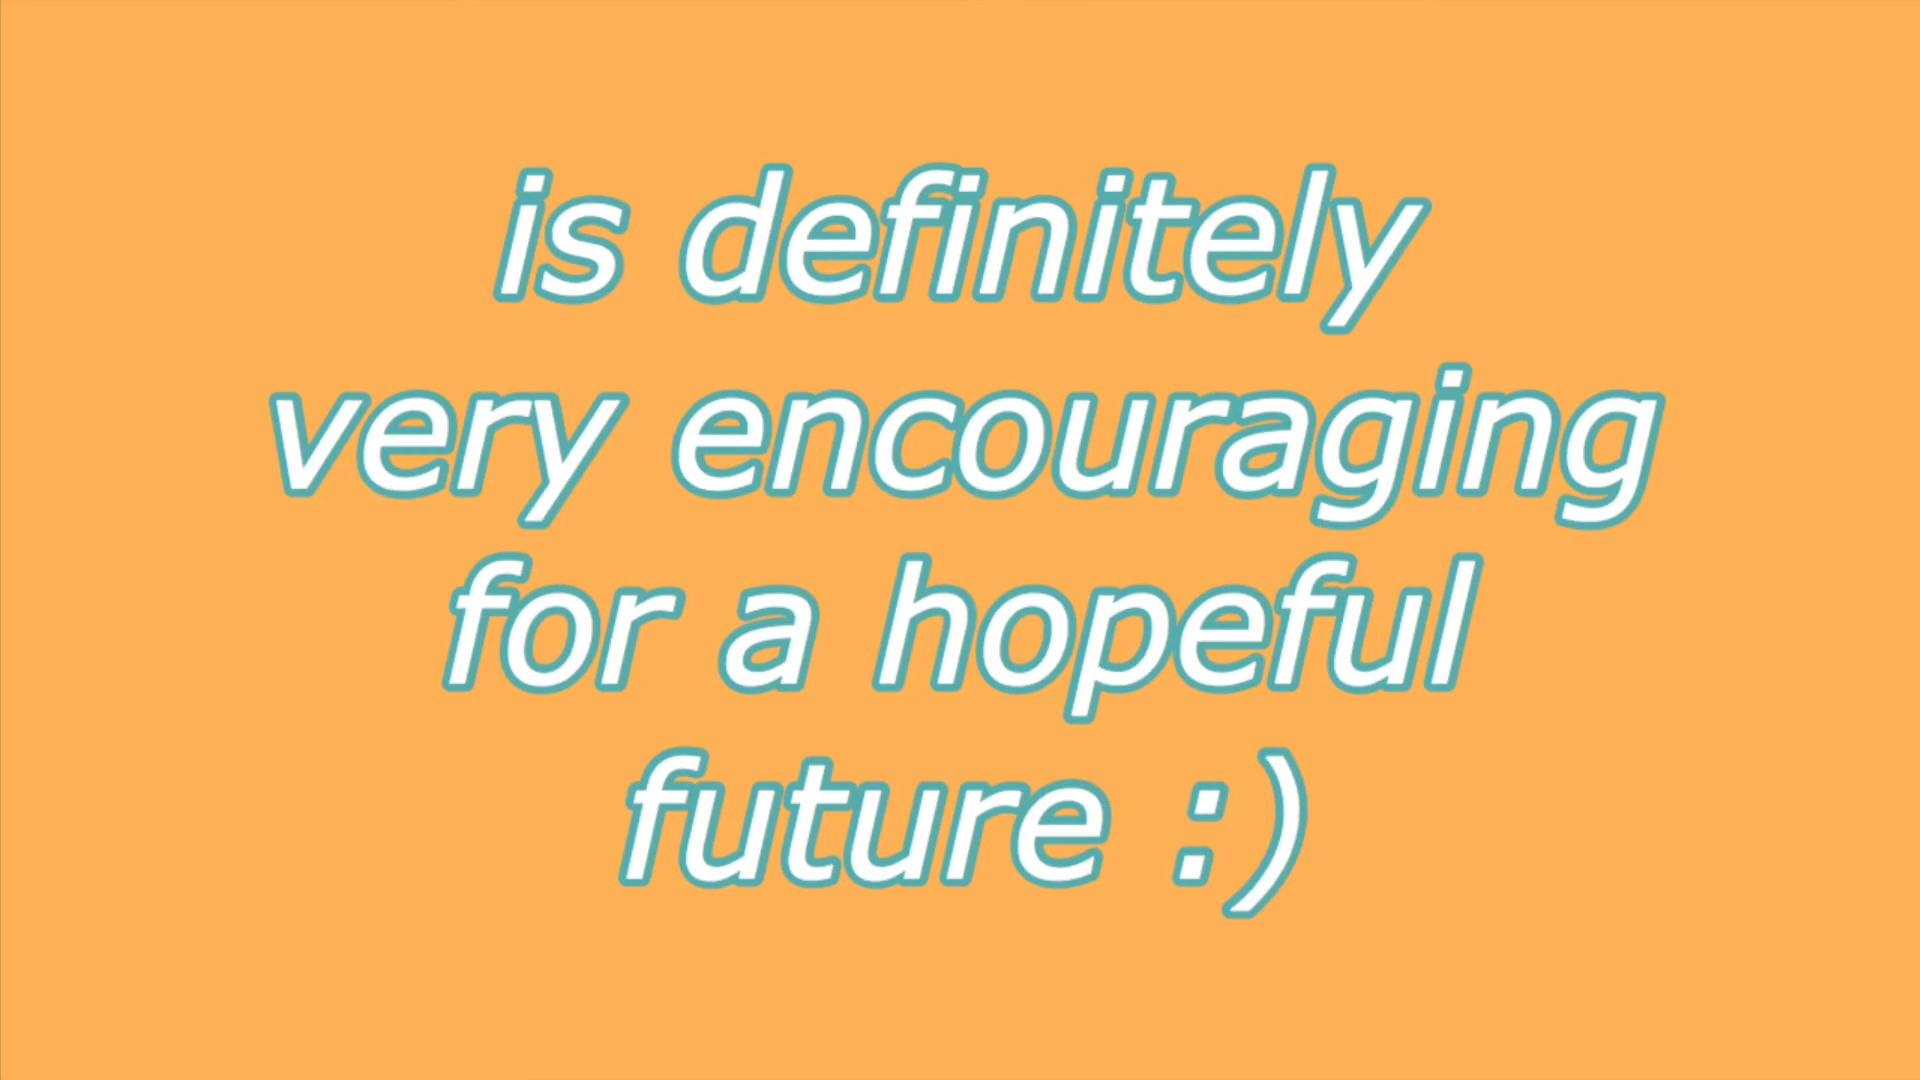 is definitely
very encouraging
for a hopeful
future :)